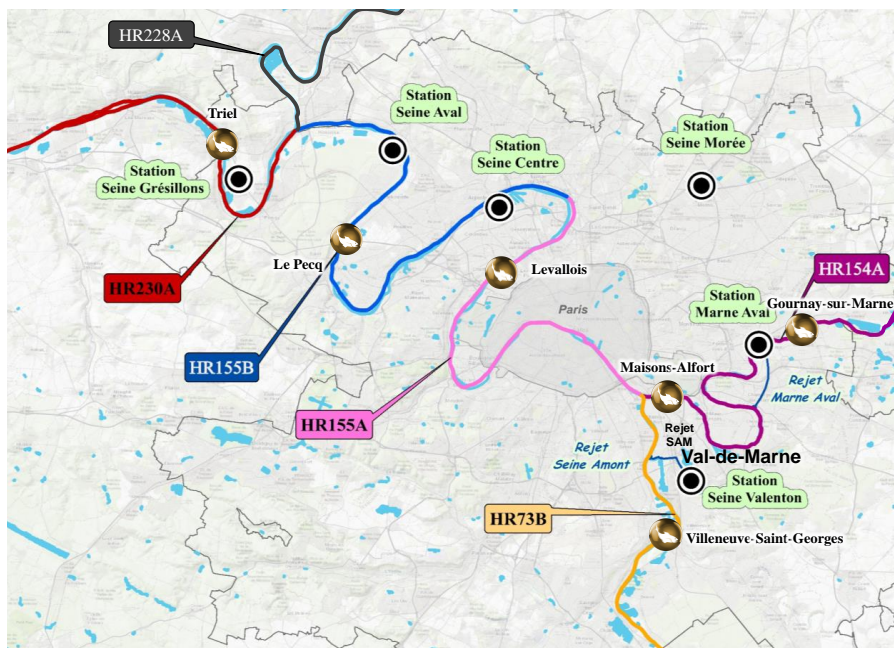 HR228A
Triel
Station
Seine Aval
Station
Seine Centre
Station
Seine Morée
Station
Seine Grésillons
Le Pecq
Levallois
HR154A
HR230A
Station
Marne Aval
Gournay-sur-Marne
Paris
HR155B
Maisons-Alfort
Rejet
Marne Aval
HR155A
Rejet
SAM
Rejet
Seine Amont
Val-de-Marne
Station
Seine Valenton
HR73B
Villeneuve-Saint-Georges